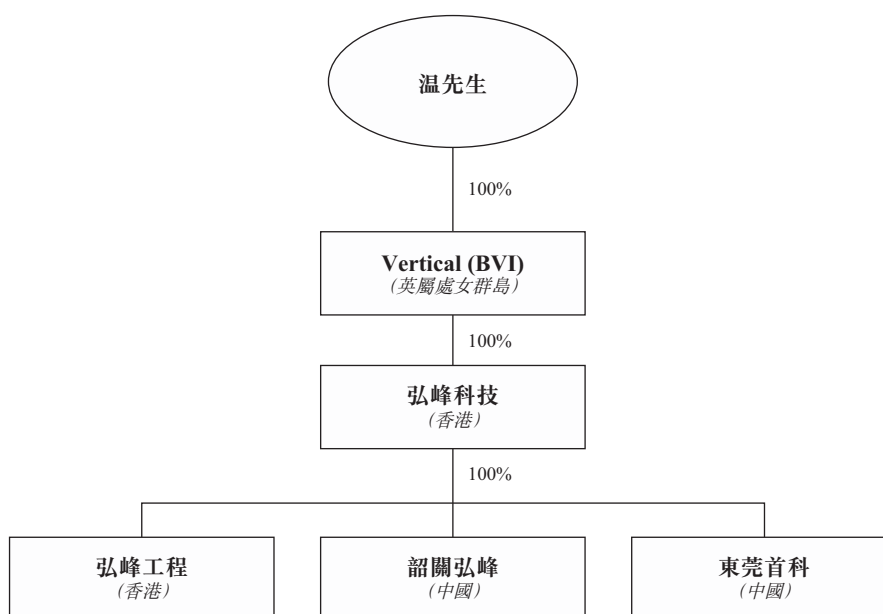 温先生
100%
Vertical (BVI)
（英屬處女群島）
100%
弘峰科技
（香港）
100%
弘峰工程
（香港）
韶關弘峰
（中國）
東莞首科
（中國）